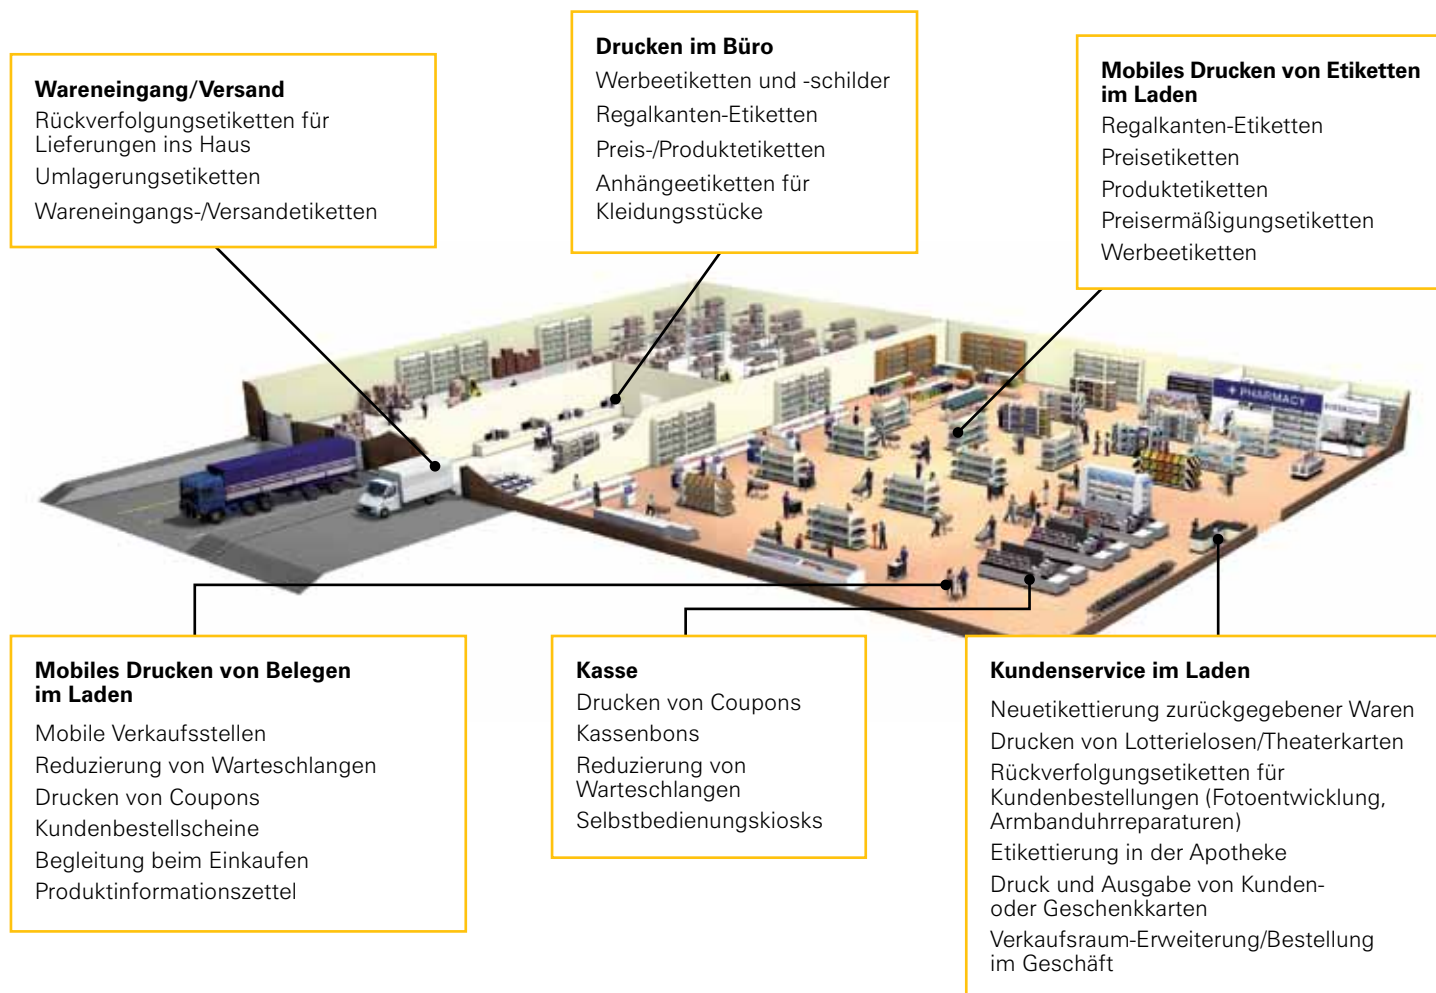 Wareneingang/Versand
Rückverfolgungsetiketten für
Lieferungen ins Haus
Umlagerungsetiketten
Wareneingangs-/Versandetiketten
Drucken im Büro
Werbeetiketten und -schilder
Regalkanten-Etiketten
Preis-/Produktetiketten
Anhängeetiketten für
Kleidungsstücke
Mobiles Drucken von Etiketten
im Laden
Regalkanten-Etiketten
Preisetiketten
Produktetiketten
Preisermäßigungsetiketten
Werbeetiketten
PHARMACY
Mobiles Drucken von Belegen
im Laden
Mobile Verkaufsstellen
Reduzierung von Warteschlangen
Drucken von Coupons
Kundenbestellscheine
Begleitung beim Einkaufen
Produktinformationszettel
Kasse
Drucken von Coupons
Kassenbons
Reduzierung von
Warteschlangen
Selbstbedienungskiosks
Kundenservice im Laden
Neuetikettierung zurückgegebener Waren
Drucken von Lotterielosen/Theaterkarten
Rückverfolgungsetiketten für
Kundenbestellungen (Fotoentwicklung,
Armbanduhrreparaturen)
Etikettierung in der Apotheke
Druck und Ausgabe von Kunden-
oder Geschenkkarten
Verkaufsraum-Erweiterung/Bestellung
im Geschäft